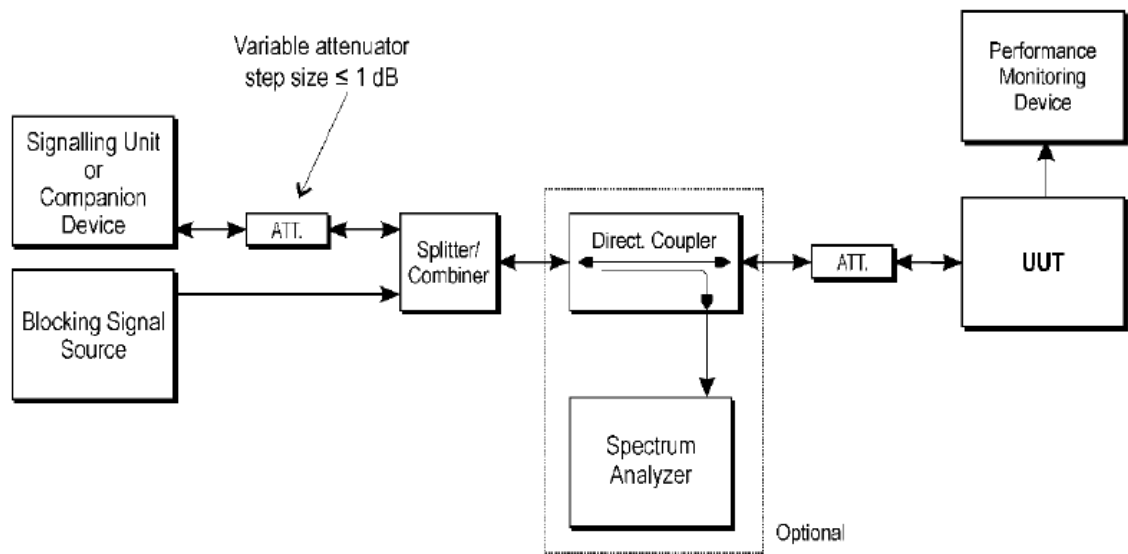 Variable attenuator
step size ≤ 1 dB
Performance
Monitoring
Device
Signalling Unit
or
Companion
Device
ATT.
Splitter/
Combiner
Direct. Coupler
ATT.
UUT
Blocking Signal
Source
Spectrum
Analyzer
Optional